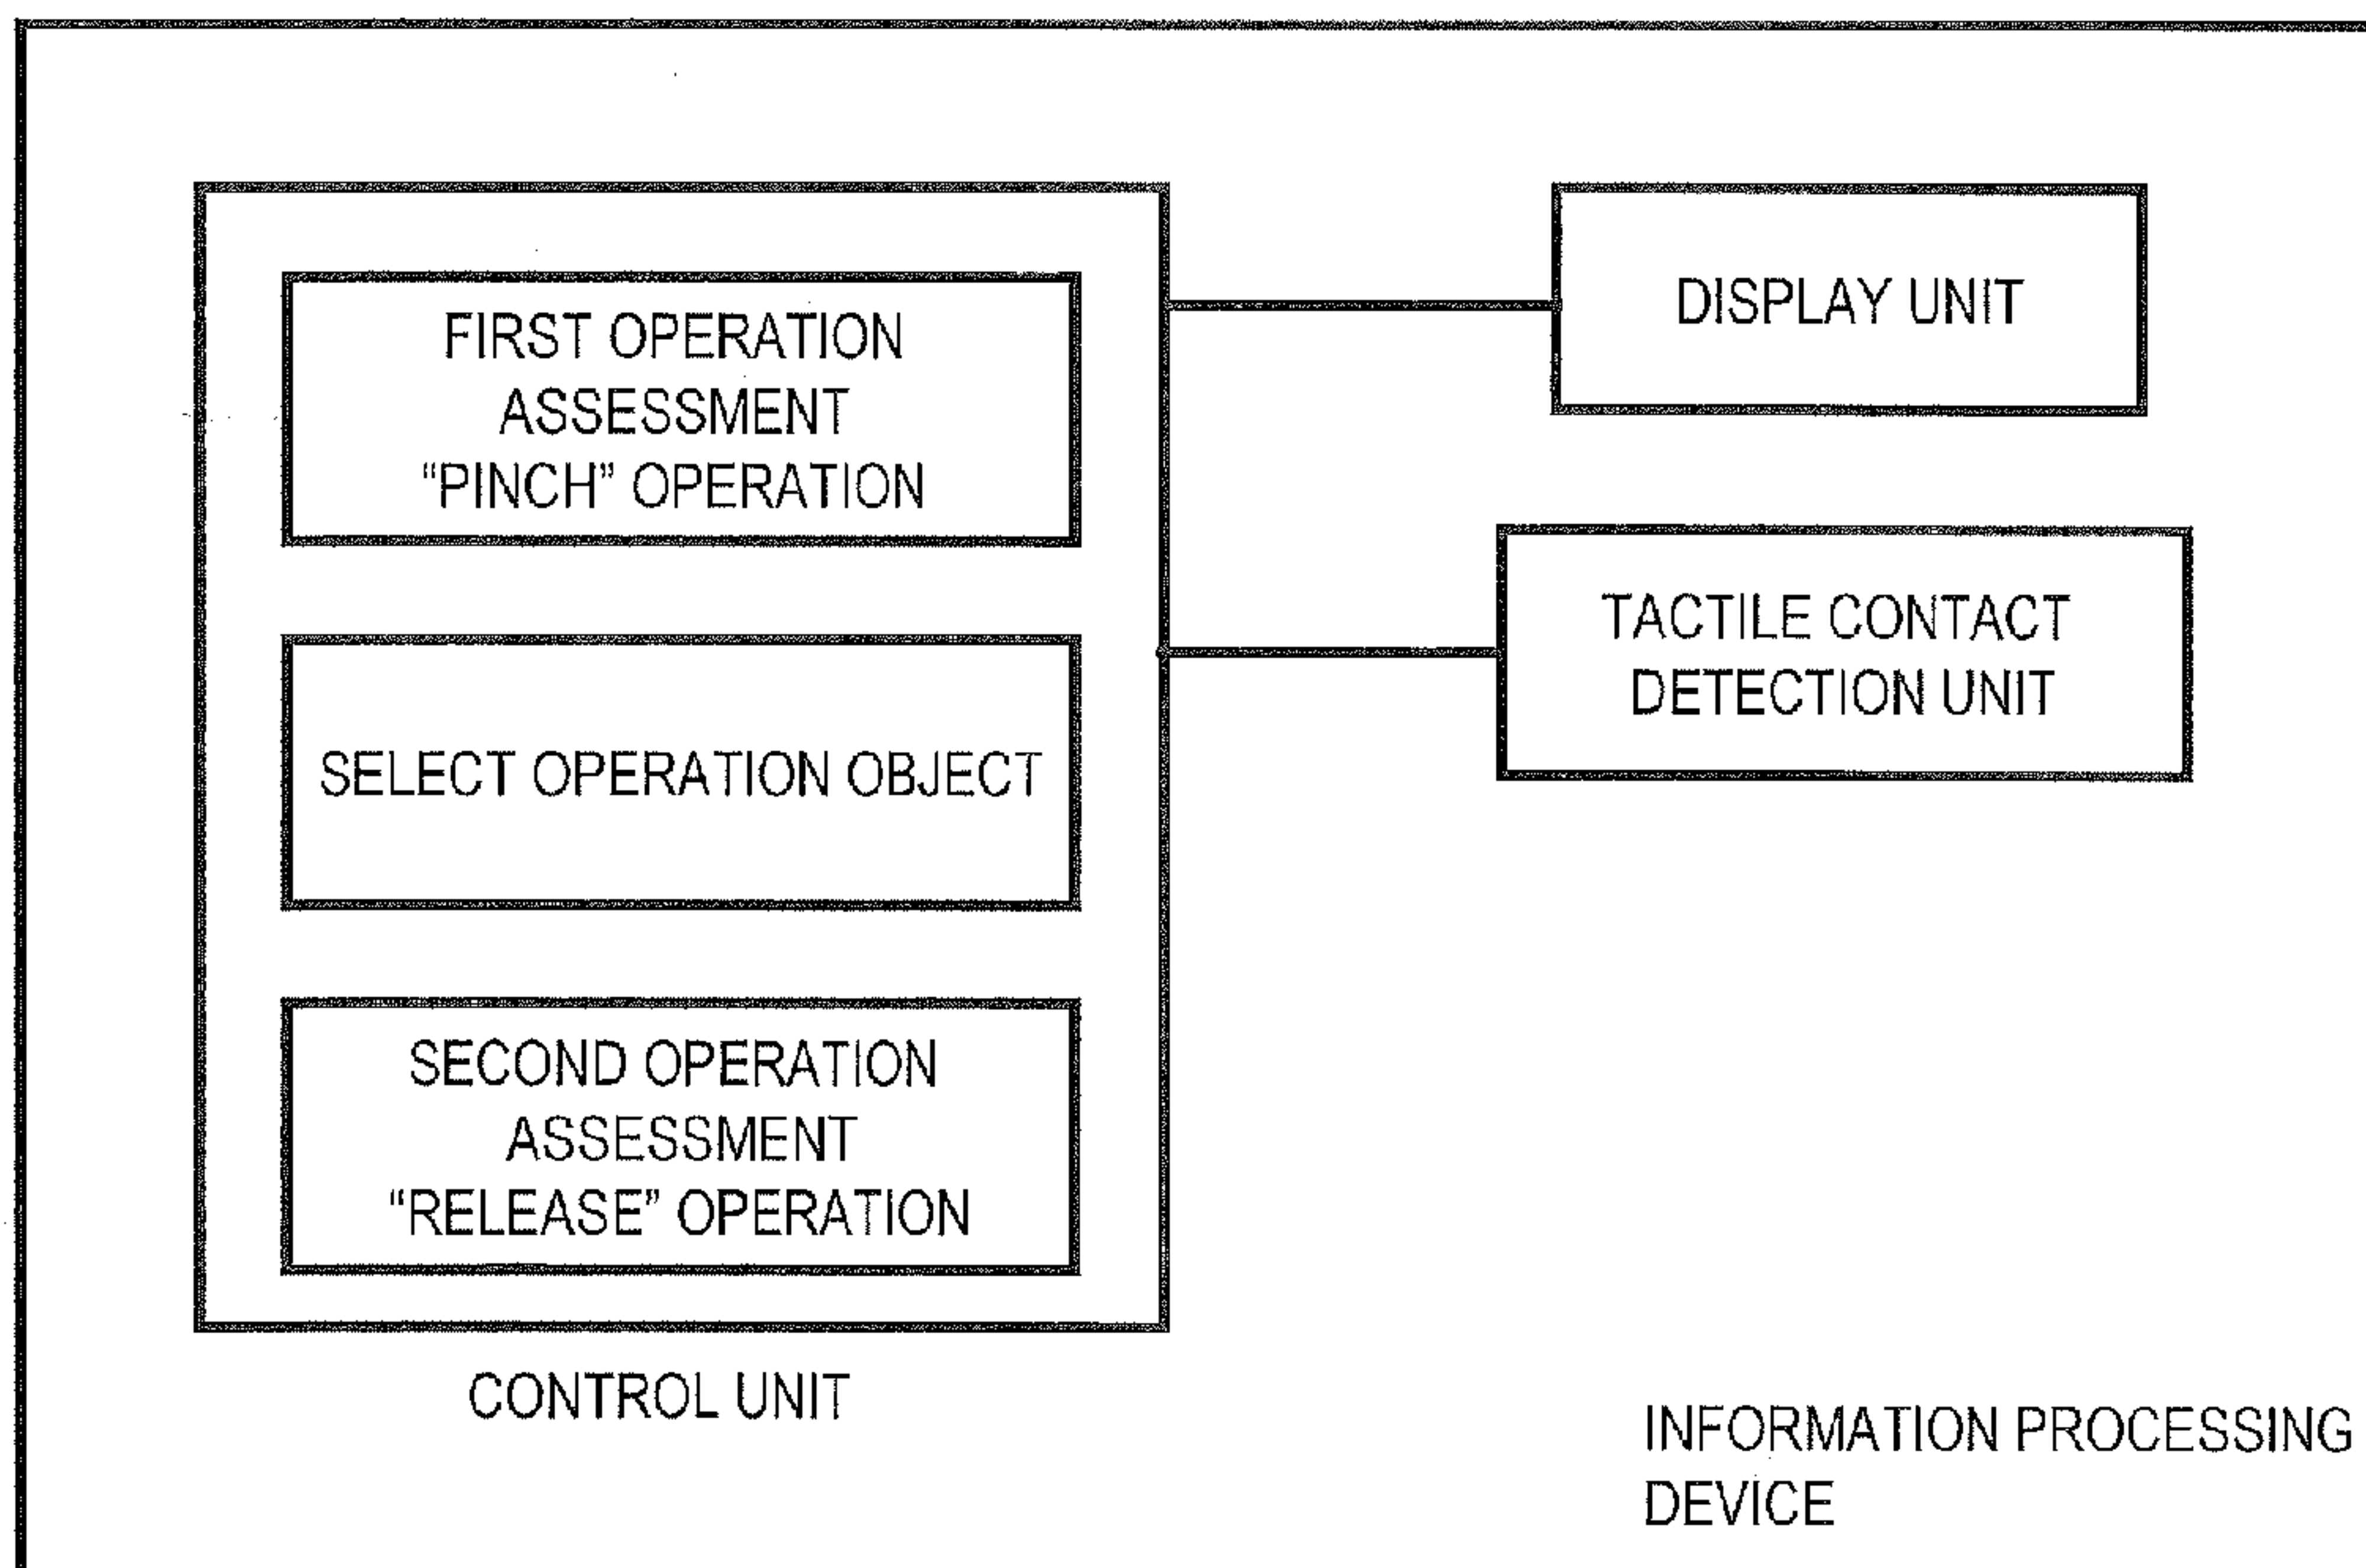 FIRST OPERATION
ASSESSMENT
“PINCH” OPERATION
SELECT OPERATION OBJECT
SECOND OPERATION
ASSESSMENT
“RELEASE” OPERATION
CONTROL UNIT
DISPLAY UNIT
TACTILE CONTACT
DETECTION UNIT
INFORMATION PROCESSING
DEVICE